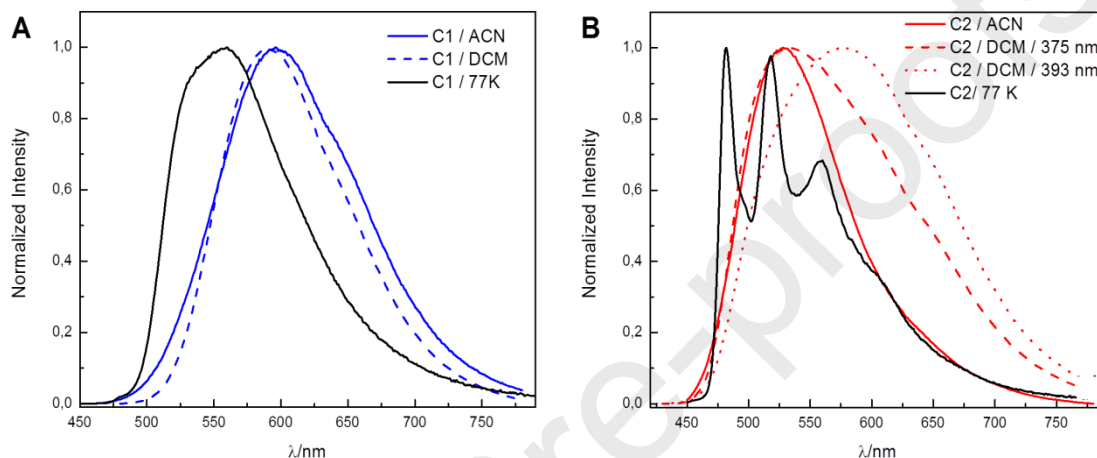 A
C1 / ACN
C1 / DCM
C1 / 77K
Normalized Intensity
1,0
0,8
0,6
0,4
0,2
0,0
450 500 550 600 650 700 750
λ/nm
B
C2 / ACN
C2 / DCM / 375 nm
C2 / DCM / 393 nm
C2/ 77 K
Normalized Intensity
1,0
0,8
0,6
0,4
0,2
0,0
450 500 550 600 650 700 750
λ/nm
re-proofs